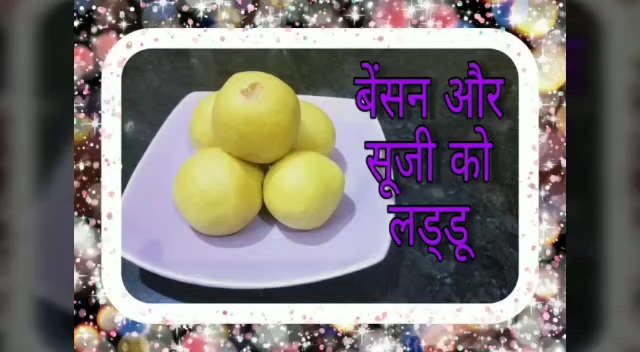 बेंसन और
सूजी को
लड्डू